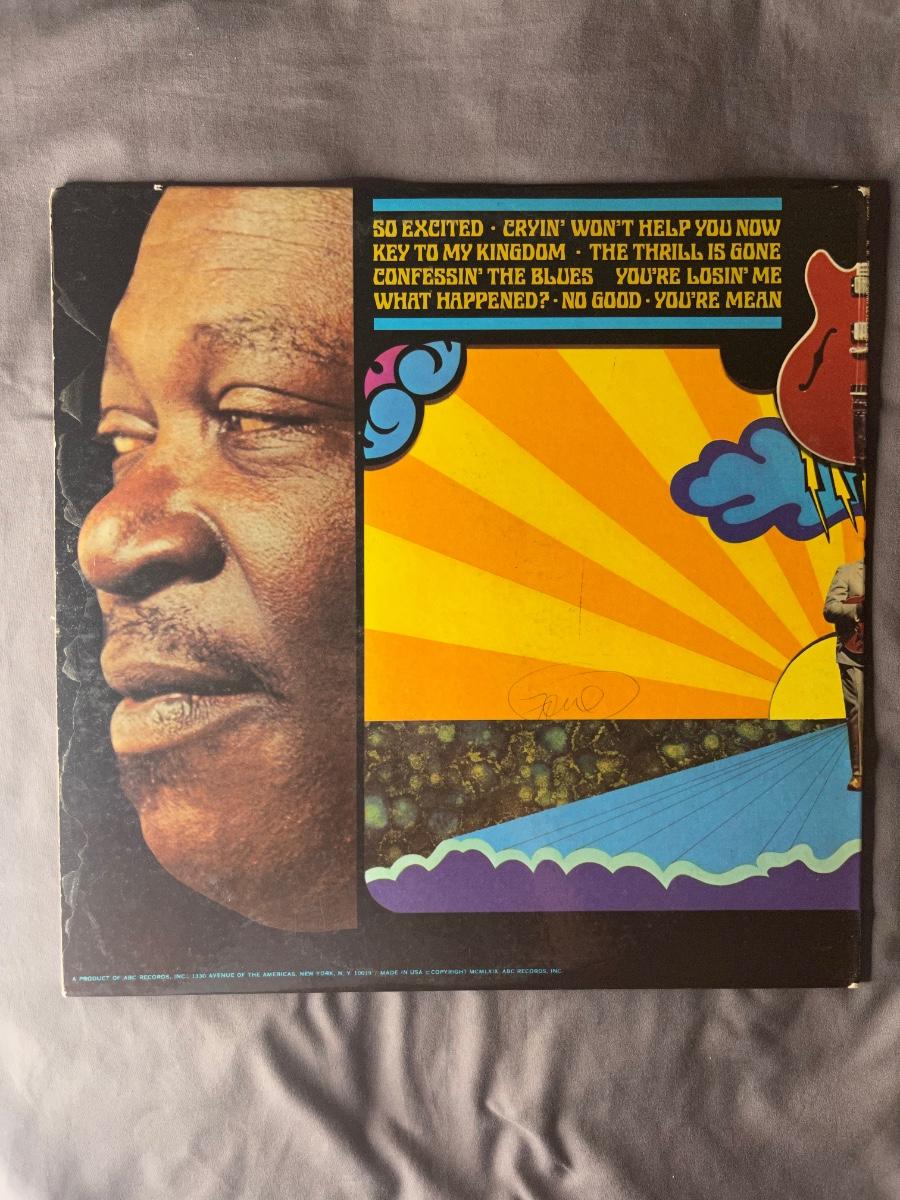 SO EXCITED · CRYIN' WON'T HELP YOU NOW
KEY TO MY KINGDOM · THE THRILL IS GONE
CONFESSIN' THE BLUES YOU'RE LOSIN' ME
WHAT HAPPENED? · NO GOOD · YOU'RE MEAN
A PRODUCT OF ABC RECORDS, INC., 1330 AVENUE OF THE AMERICAS, NEW YORK, N.Y. 10019 / MADE IN USA © COPYRIGHT MCMLXIX, ABC RECORDS, INC.